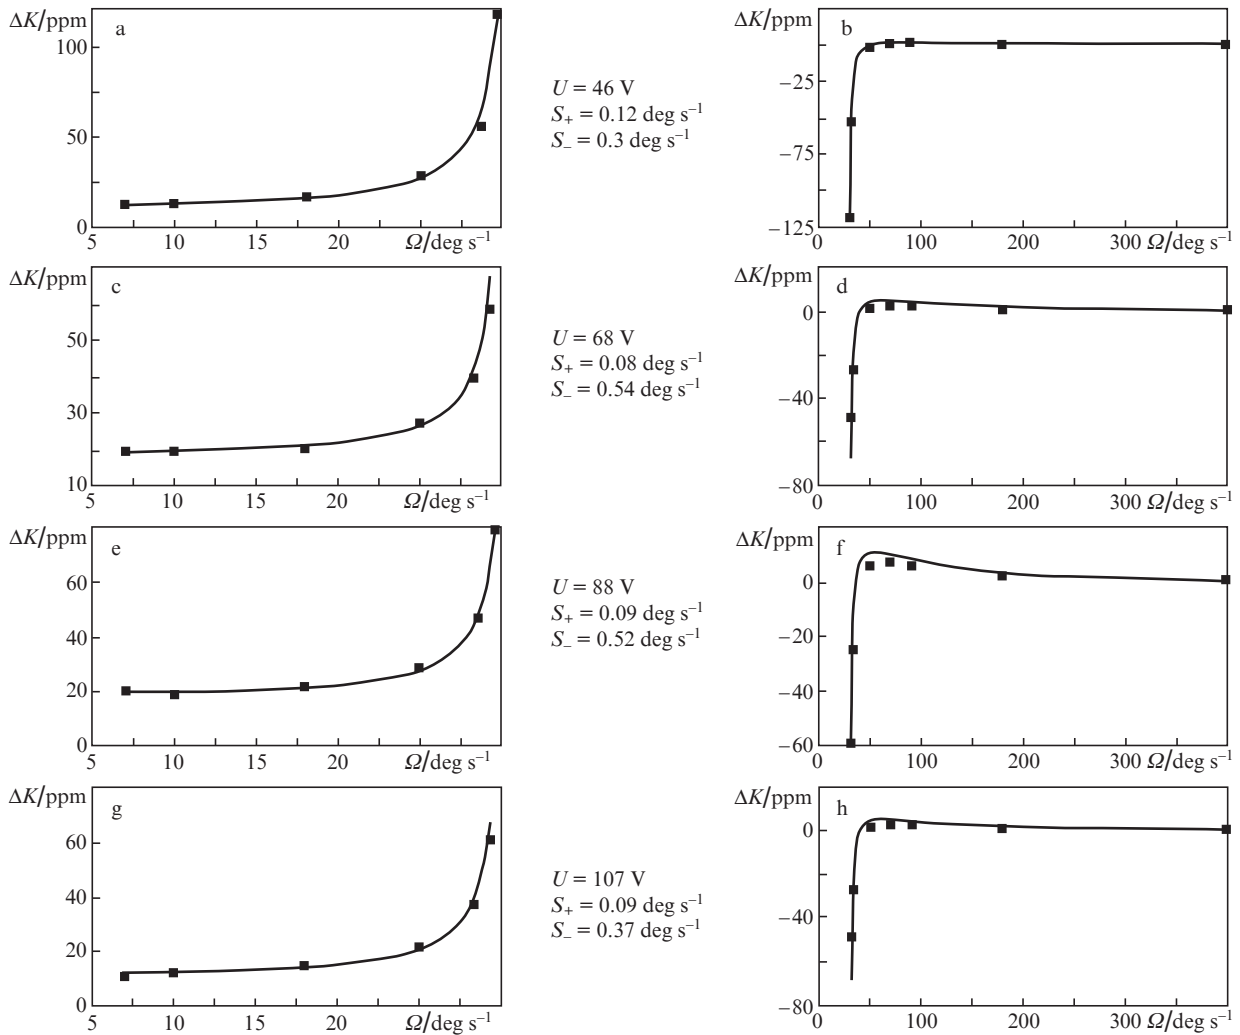 ΔK/ppm
a
100
50
0
5
10
15
20
Ω/deg s⁻¹
U = 46 V
S₊ = 0.12 deg s⁻¹
S₋ = 0.3 deg s⁻¹
ΔK/ppm
b
−25
−75
−125
0
100
200
300
Ω/deg s⁻¹
ΔK/ppm
c
50
30
10
5
10
15
20
Ω/deg s⁻¹
U = 68 V
S₊ = 0.08 deg s⁻¹
S₋ = 0.54 deg s⁻¹
ΔK/ppm
d
0
−40
−80
0
100
200
300
Ω/deg s⁻¹
ΔK/ppm
e
60
40
20
0
5
10
15
20
Ω/deg s⁻¹
U = 88 V
S₊ = 0.09 deg s⁻¹
S₋ = 0.52 deg s⁻¹
ΔK/ppm
f
0
−20
−40
−60
0
100
200
300
Ω/deg s⁻¹
ΔK/ppm
g
60
40
20
0
5
10
15
20
Ω/deg s⁻¹
U = 107 V
S₊ = 0.09 deg s⁻¹
S₋ = 0.37 deg s⁻¹
ΔK/ppm
h
0
−40
−80
0
100
200
300
Ω/deg s⁻¹